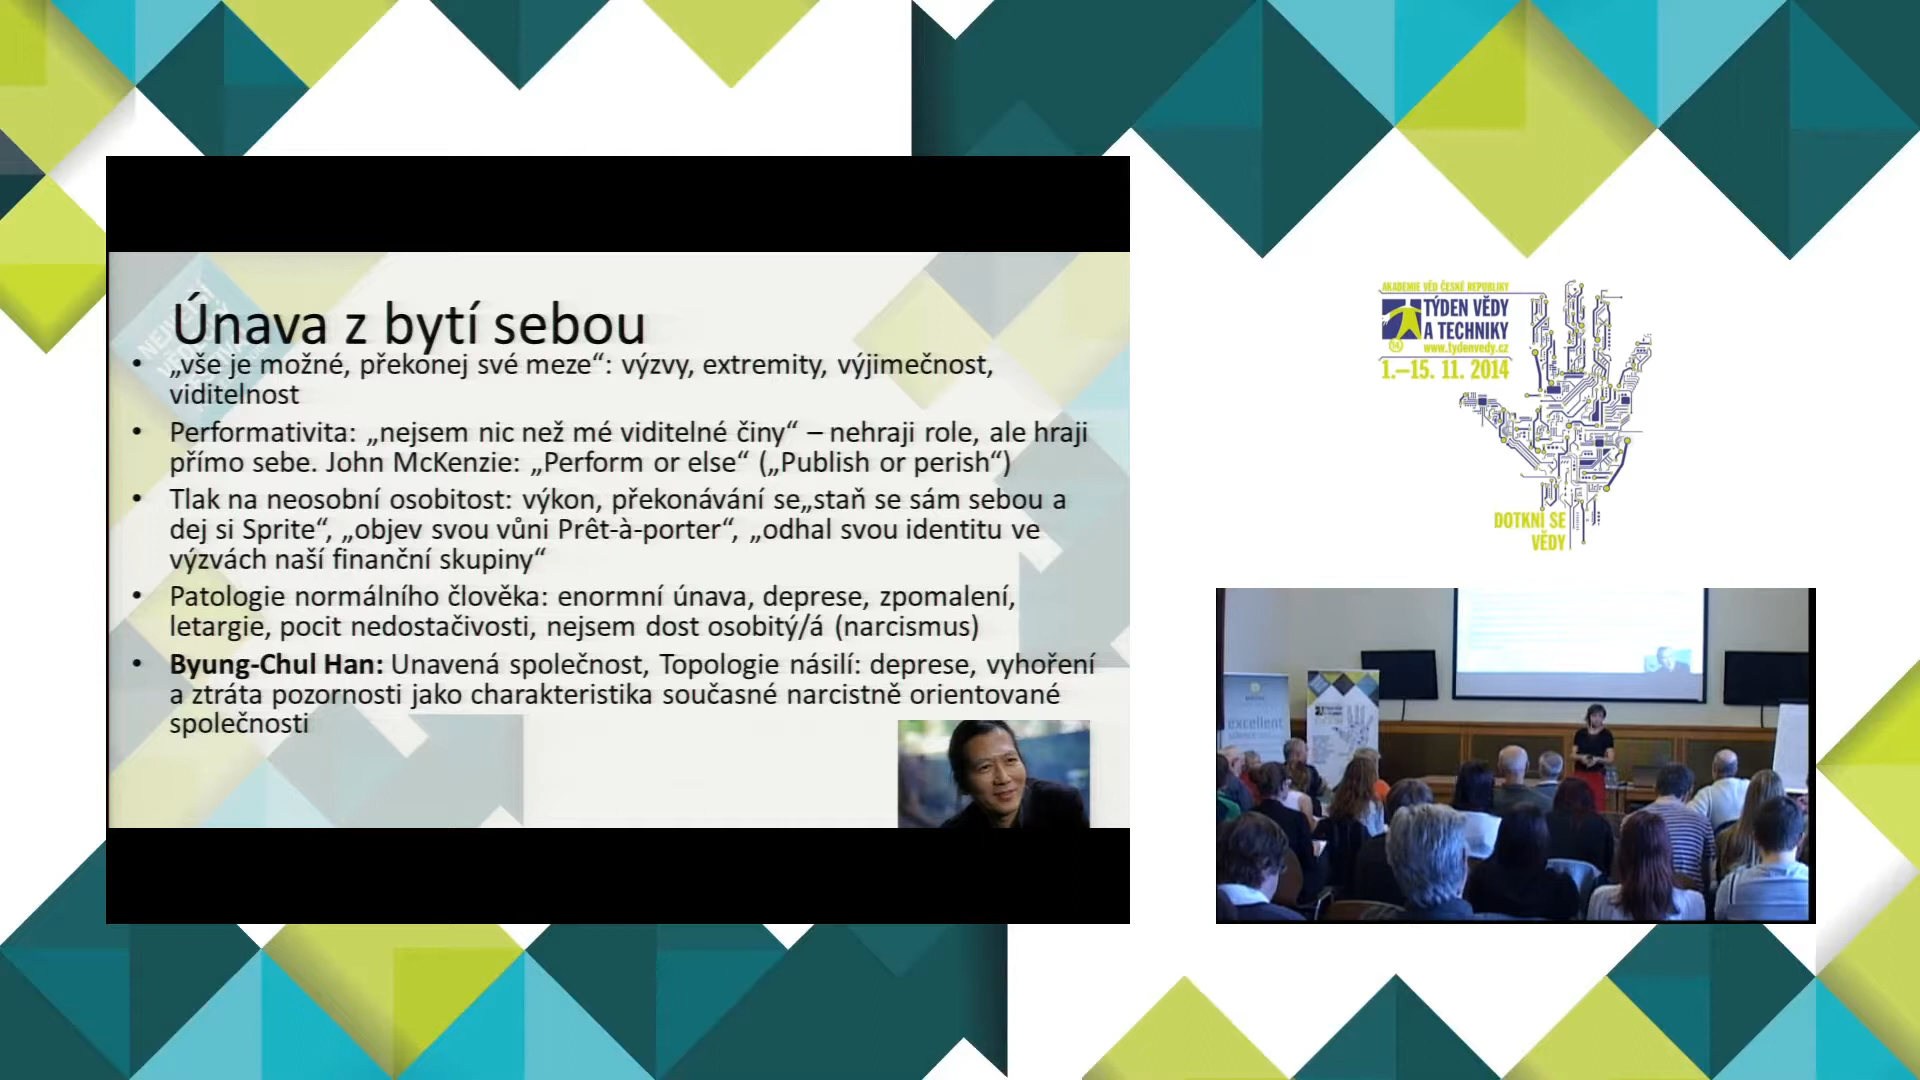 Únava z bytí sebou
• „vše je možné, překonej své meze“: výzvy, extremity, výjimečnost,
viditelnost
• Performativita: „nejsem nic než mé viditelné činy“ – nehraji role, ale hraji
přímo sebe. John McKenzie: „Perform or else“ („Publish or perish“)
• Tlak na neosobní osobitost: výkon, překonávání se„staň se sám sebou a
dej si Sprite“, „objev svou vůni Prêt-à-porter“, „odhal svou identitu ve
výzvách naší finanční skupiny“
• Patologie normálního člověka: enormní únava, deprese, zpomalení,
letargie, pocit nedostačivosti, nejsem dost osobitý/á (narcismus)
• Byung-Chul Han: Unavená společnost, Topologie násilí: deprese, vyhoření
a ztráta pozornosti jako charakteristika současné narcistně orientované
společnosti
AKADEMIE VĚD ČESKÉ REPUBLIKY
TÝDEN VĚDY
A TECHNIKY
www.tydenvedy.cz
1.–15. 11. 2014
DOTKNI SE
VĚDY
excellent